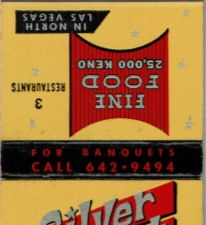 IN NORTH
LAS VEGAS
FINE
FOOD
25,000 KENO
3
RESTAURANTS
FOR BANQUETS
CALL 642-9494
Silver